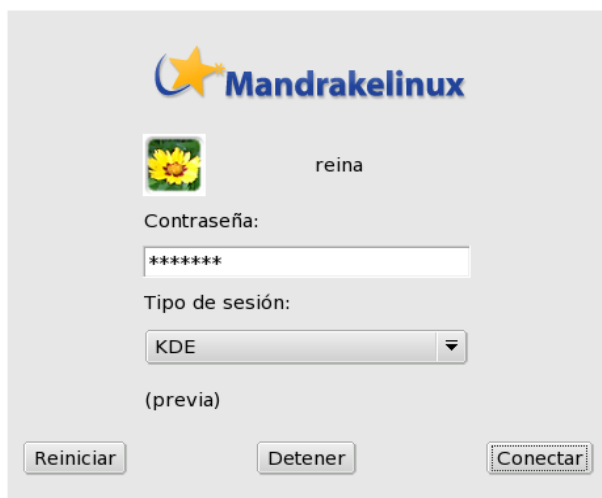 Mandrakelinux
reina
Contraseña:
*******
Tipo de sesión:
KDE
(previa)
Reiniciar Detener Conectar